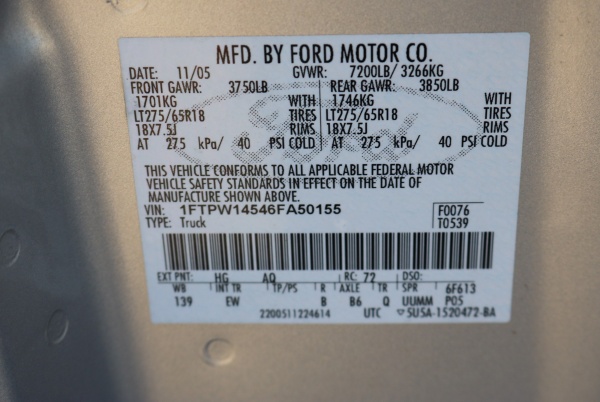 MFD. BY FORD MOTOR CO.
DATE: 11/05 GVWR: 7200LB/ 3266KG
FRONT GAWR: 3750LB REAR GAWR: 3850LB
1701KG WITH 1746KG WITH
LT275/65R18 TIRES LT275/65R18 TIRES
18X7.5J RIMS 18X7.5J RIMS
AT 275 kPa/ 40 PSI COLD AT 275 kPa/ 40 PSI COLD
Ford
THIS VEHICLE CONFORMS TO ALL APPLICABLE FEDERAL MOTOR
VEHICLE SAFETY STANDARDS IN EFFECT ON THE DATE OF
MANUFACTURE SHOWN ABOVE.
VIN: 1FTPW14546FA50155 F0076
TYPE: Truck T0539
EXT PNT: HG AQ RC: 72 DSO:
WB INT TR TP/PS R AXLE TR SPR 6F613
139 EW B B6 Q UUMM P05
2200511224614 UTC ▽5U5A-1520472-BA